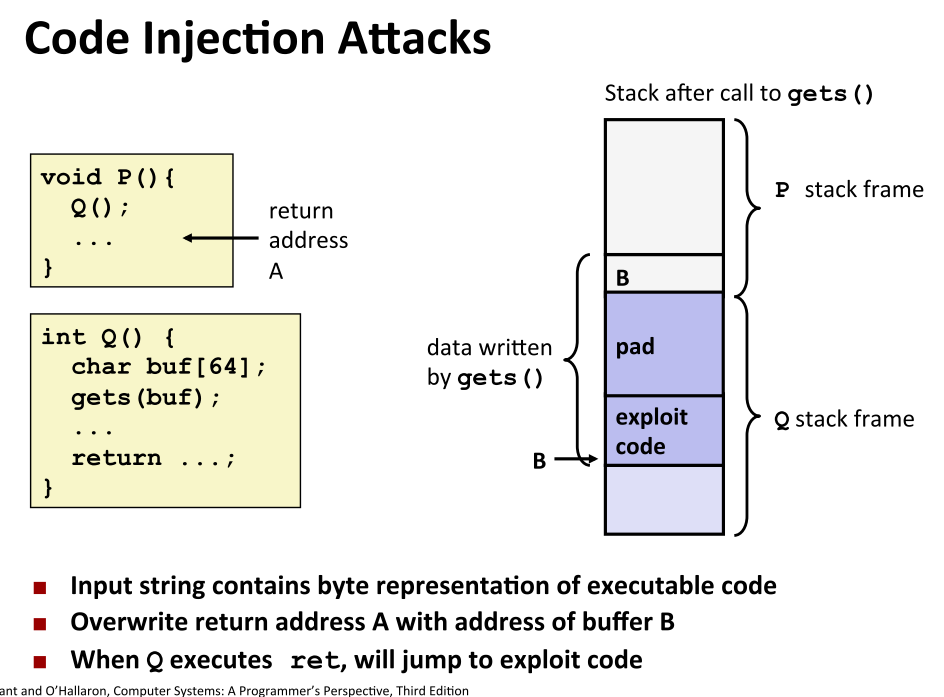 Code Injection Attacks
Stack after call to gets()
void P(){
Q();
...
}
return
address
A
int Q() {
char buf[64];
gets(buf);
...
return ...;
}
P stack frame
B
data written
by gets()
pad
exploit
code
B
Q stack frame
Input string contains byte representation of executable code
Overwrite return address A with address of buffer B
When Q executes ret, will jump to exploit code
ant and O'Hallaron, Computer Systems: A Programmer's Perspective, Third Edition